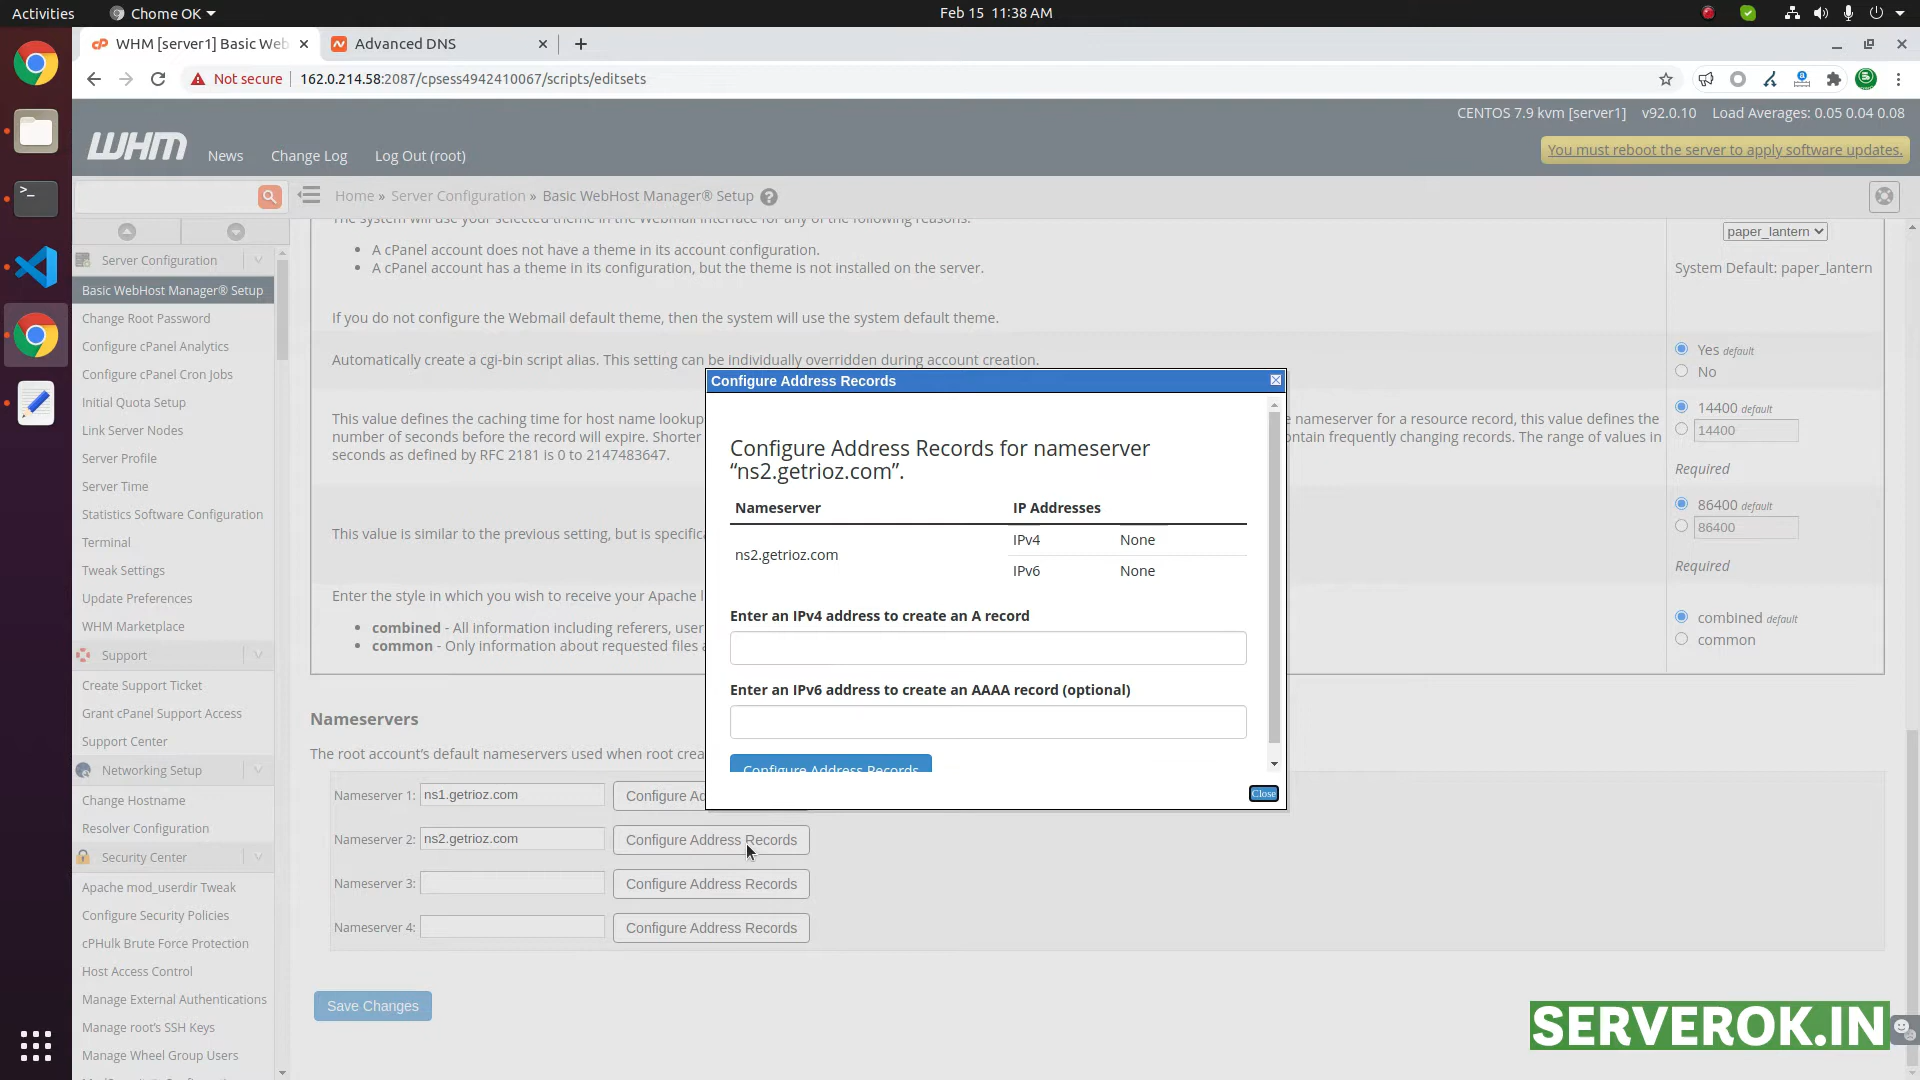 Activities
Chome OK
Feb 15 11:38 AM
WHM [server1] Basic Web
Advanced DNS
Not secure
162.0.214.58:2087/cpsess4942410067/scripts/editsets
CENTOS 7.9 kvm [server1] v92.0.10 Load Averages: 0.05 0.04 0.08
WHM
News
Change Log
Log Out (root)
You must reboot the server to apply software updates.
Home » Server Configuration » Basic WebHost Manager® Setup
Server Configuration
Basic WebHost Manager® Setup
Change Root Password
Configure cPanel Analytics
Configure cPanel Cron Jobs
Initial Quota Setup
Link Server Nodes
Server Profile
Server Time
Statistics Software Configuration
Terminal
Tweak Settings
Update Preferences
WHM Marketplace
Support
Create Support Ticket
Grant cPanel Support Access
Support Center
Networking Setup
Change Hostname
Resolver Configuration
Security Center
Apache mod_userdir Tweak
Configure Security Policies
cPHulk Brute Force Protection
Host Access Control
Manage External Authentications
Manage root's SSH Keys
Manage Wheel Group Users
The system will use your selected theme in the Webmail interface for any of the following reasons:
• A cPanel account does not have a theme in its account configuration.
• A cPanel account has a theme in its configuration, but the theme is not installed on the server.
If you do not configure the Webmail default theme, then the system will use the system default theme.
paper_lantern
System Default: paper_lantern
Automatically create a cgi-bin script alias. This setting can be individually overridden during account creation.
Yes default
No
This value defines the caching time for host name lookup
e nameserver for a resource record, this value defines the
number of seconds before the record will expire. Shorter
ontain frequently changing records. The range of values in
seconds as defined by RFC 2181 is 0 to 2147483647.
14400 default
14400
Required
This value is similar to the previous setting, but is specific
86400 default
86400
Required
Enter the style in which you wish to receive your Apache l
• combined - All information including referers, user
• common - Only information about requested files a
combined default
common
Configure Address Records
Configure Address Records for nameserver
“ns2.getrioz.com”.
Nameserver IP Addresses
ns2.getrioz.com
IPv4 None
IPv6 None
Enter an IPv4 address to create an A record
Enter an IPv6 address to create an AAAA record (optional)
Configure Address Records
Close
Nameservers
The root account’s default nameservers used when root crea
Nameserver 1: ns1.getrioz.com Configure Ad
Nameserver 2: ns2.getrioz.com Configure Address Records
Nameserver 3: Configure Address Records
Nameserver 4: Configure Address Records
Save Changes
SERVEROK.IN